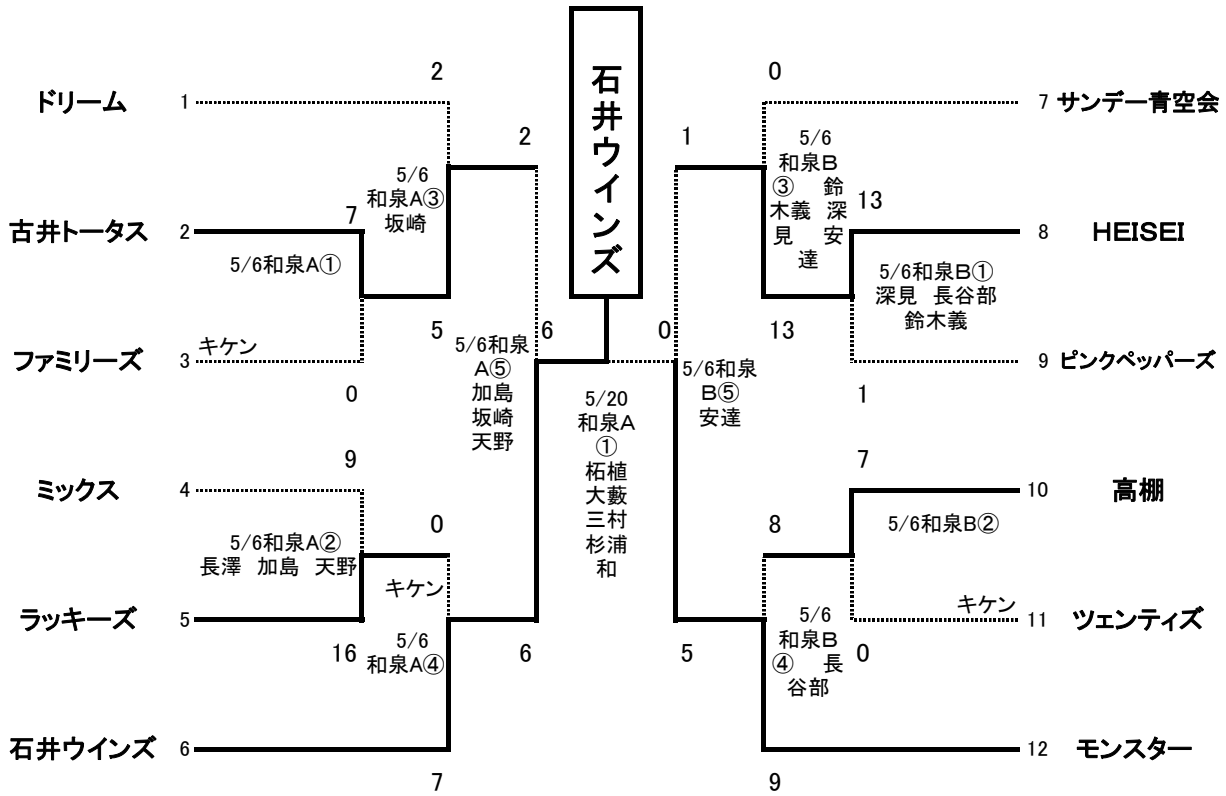 石井ウインズ
2
0
ドリーム
1
7
サンデー青空会
2
1
5/6
和泉A③
坂崎
5/6
和泉B
③ 鈴
木義 深
見 安
達
7
13
古井トータス
2
5/6和泉A①
8
HEISEI
5/6和泉B①
深見 長谷部
鈴木義
5
6
0
13
ファミリーズ
3
キケン
5/6和泉
A⑤
加島
坂崎
天野
5/6和泉
B⑤
安達
9
ピンクペッパーズ
0
1
5/20
和泉A
①
柘植
大藪
三村
杉浦
和
9
7
ミックス
4
10
高棚
5/6和泉A②
長澤 加島 天野
0
8
5/6和泉B②
キケン
キケン
ラッキーズ
5
11
ツェンティズ
16
5/6
和泉A④
6
5
5/6
和泉B
④ 長
谷部
0
石井ウインズ
6
12
モンスター
7
9